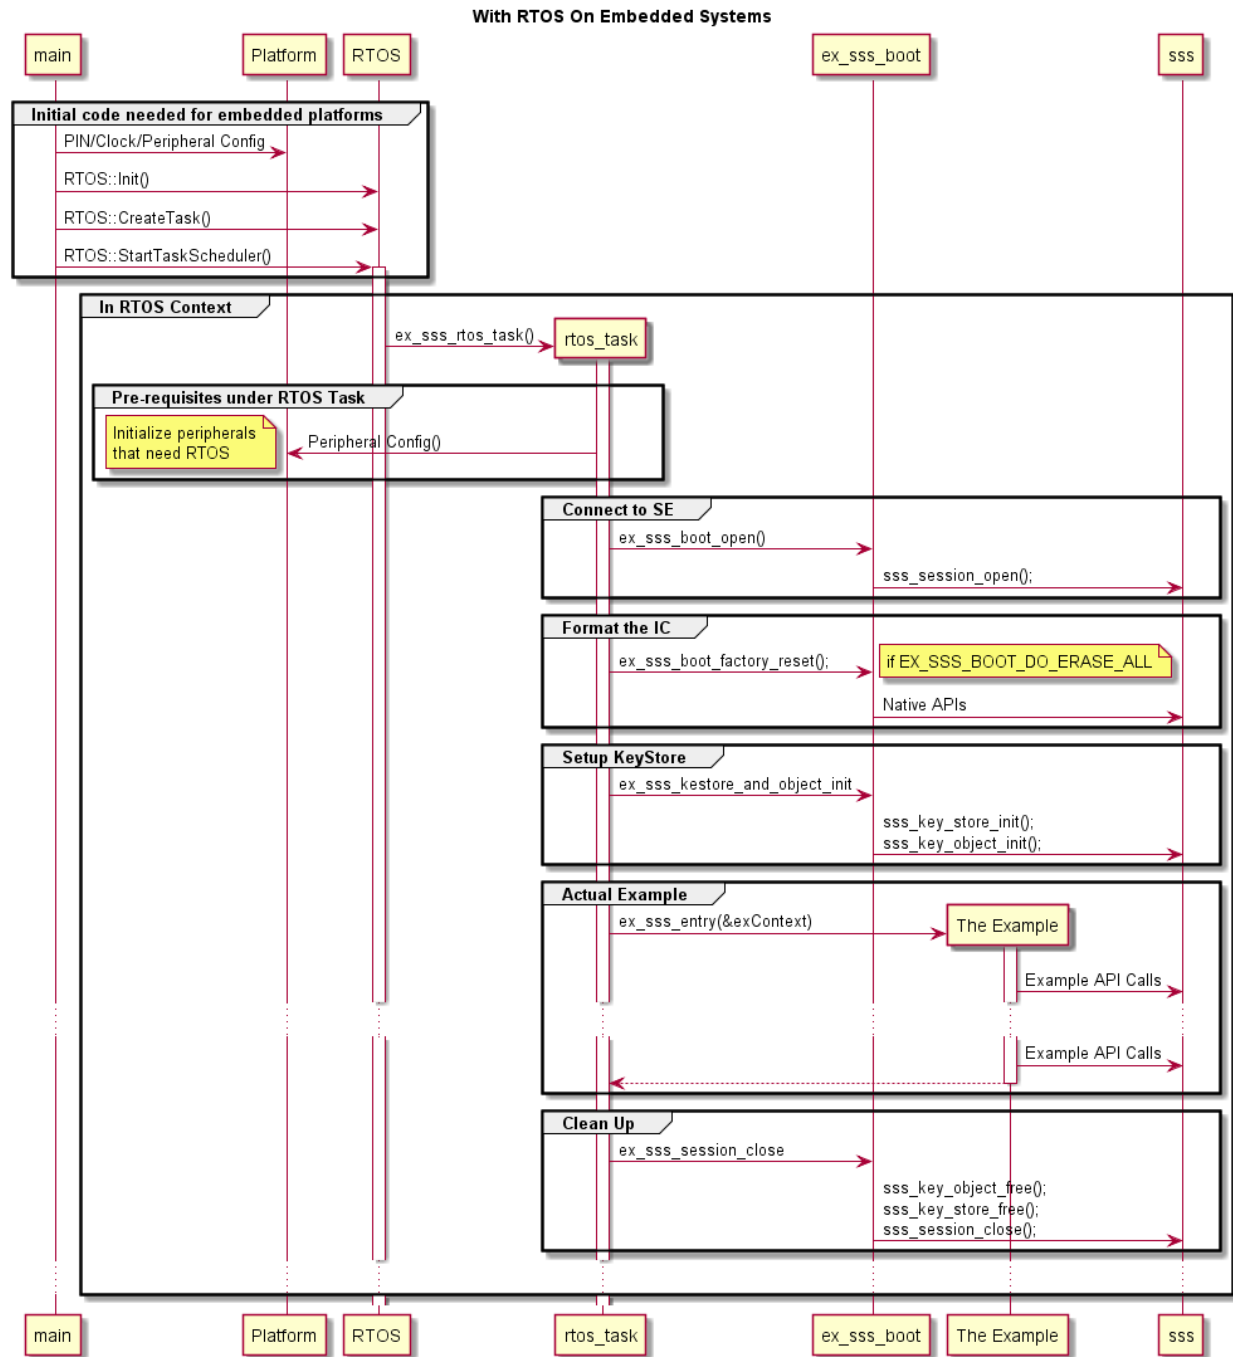 With RTOS On Embedded Systems
main
Platform
RTOS
ex_sss_boot
sss
Initial code needed for embedded platforms
PIN/Clock/Peripheral Config
RTOS::Init()
RTOS::CreateTask()
RTOS::StartTaskScheduler()
In RTOS Context
ex_sss_rtos_task()
rtos_task
Pre-requisites under RTOS Task
Initialize peripherals
that need RTOS
Peripheral Config()
Connect to SE
ex_sss_boot_open()
sss_session_open();
Format the IC
ex_sss_boot_factory_reset();
if EX_SSS_BOOT_DO_ERASE_ALL
Native APIs
Setup KeyStore
ex_sss_kestore_and_object_init
sss_key_store_init();
sss_key_object_init();
Actual Example
ex_sss_entry(&exContext)
The Example
Example API Calls
Example API Calls
Clean Up
ex_sss_session_close
sss_key_object_free();
sss_key_store_free();
sss_session_close();
main
Platform
RTOS
rtos_task
ex_sss_boot
The Example
sss